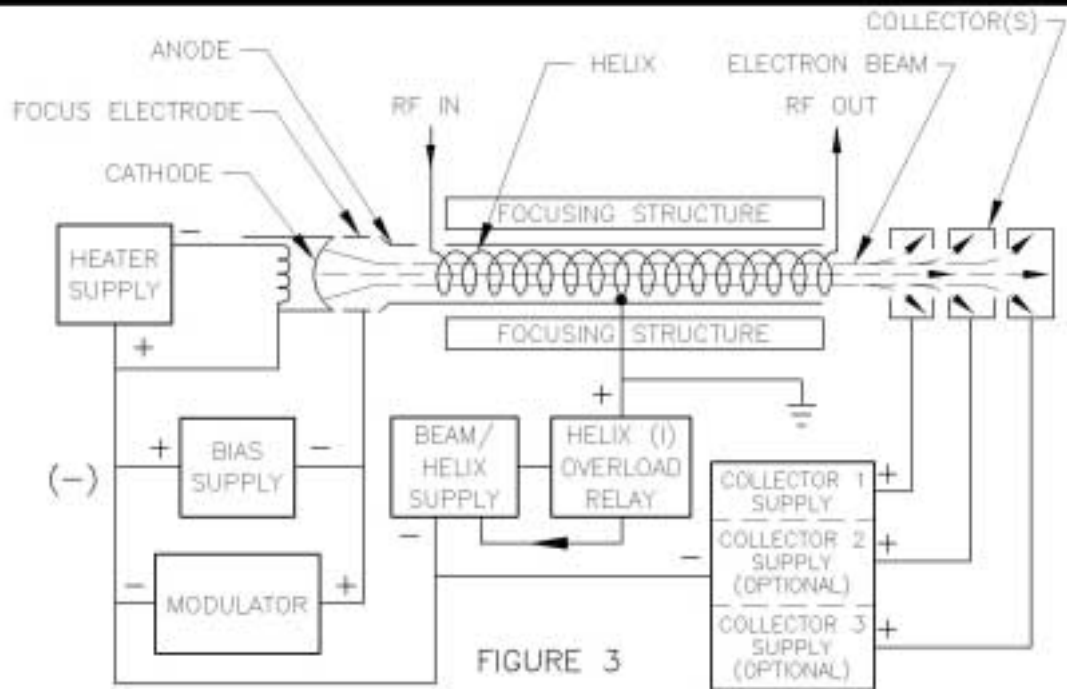 COLLECTOR(S)
ANODE
HELIX
ELECTRON BEAM
FOCUS ELECTRODE
RF IN
RF OUT
CATHODE
FOCUSING STRUCTURE
HEATER
SUPPLY
-
+
FOCUSING STRUCTURE
+
BIAS
SUPPLY
+
-
(-)
BEAM/
HELIX
SUPPLY
-
HELIX (I)
OVERLOAD
RELAY
-
COLLECTOR 1
SUPPLY
+
COLLECTOR 2
SUPPLY
(OPTIONAL)
+
COLLECTOR 3
SUPPLY
(OPTIONAL)
+
-
MODULATOR
+
FIGURE 3